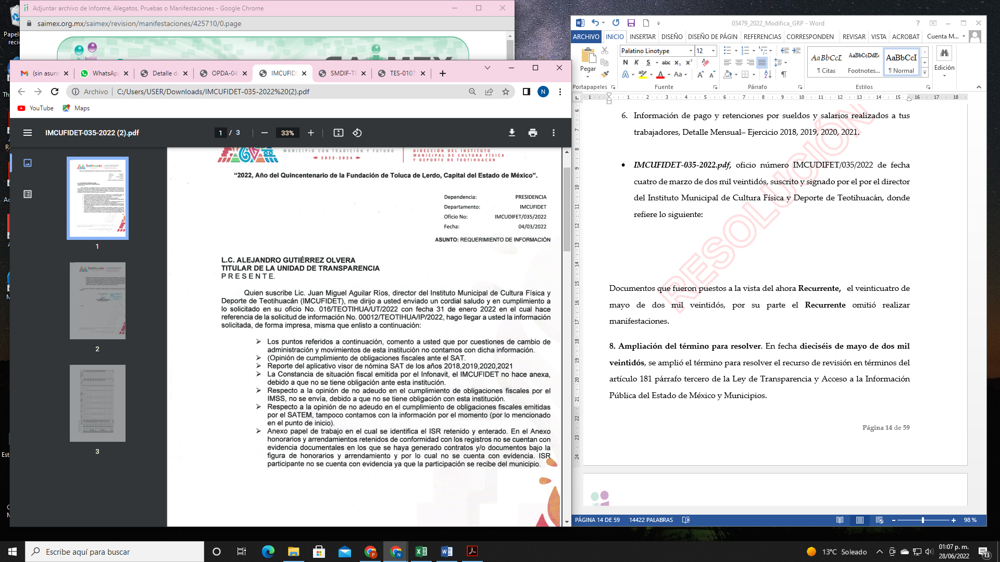 Adjuntar archivo de Informe, Alegatos, Pruebas o Manifestaciones - Google Chrome
saimex.org.mx/saimex/revision/manifestaciones/425710/0.page
(sin asunt
WhatsApp
Detalle de
OPDA-04
IMCUFIDE
SMDIF-TE
TES-0107
Archivo
C:/Users/USER/Downloads/IMCUFIDET-035-2022%20(2).pdf
N
YouTube
Maps
IMCUFIDET-035-2022 (2).pdf
1 / 3
33%
1
2
3
MUNICIPIO CON TRADICIÓN Y FUTURO
2022-2024
DIRECCIÓN DEL INSTITUTO
MUNICIPAL DE CULTURA FÍSICA
Y DEPORTE DE TEOTIHUACÁN
“2022, Año del Quincentenario de la Fundación de Toluca de Lerdo, Capital del Estado de México”.
Dependencia: PRESIDENCIA
Departamento: IMCUFIDET
Oficio No: IMCUDIFET/035/2022
Fecha: 04/03/2022
ASUNTO: REQUERIMIENTO DE INFORMACIÓN
L.C. ALEJANDRO GUTIÉRREZ OLVERA
TITULAR DE LA UNIDAD DE TRANSPARENCIA
P R E S E N T E.
Quien suscribe Lic. Juan Miguel Aguilar Ríos, director del Instituto Municipal de Cultura Física y
Deporte de Teotihuacán (IMCUFIDET), me dirijo a usted enviado un cordial saludo y en cumplimiento a
lo solicitado en su oficio No. 016/TEOTIHUA/UT/2022 con fecha 31 de enero 2022 en el cual hace
referencia de la solicitud de información No. 00012/TEOTIHUA/IP/2022, hago llegar a usted la información
solicitada, de forma impresa, misma que enlisto a continuación:
➢ Los puntos referidos a continuación, comento a usted que por cuestiones de cambio de
administración y movimientos de esta institución no contamos con dicha información.
➢ (Opinión de cumplimiento de obligaciones fiscales ante el SAT.
➢ Reporte del aplicativo visor de nómina SAT de los años 2018,2019,2020,2021
➢ La Constancia de situación fiscal emitida por el Infonavit, el IMCUFIDET no hace anexa,
debido a que no se tiene obligación ante esta institución.
➢ Respecto a la opinión de no adeudo en el cumplimiento de obligaciones fiscales por el
IMSS, no se envía, debido a que no se tiene obligación con esta institución.
➢ Respecto a la opinión de no adeudo en el cumplimiento de obligaciones fiscales emitidas
por el SATEM, tampoco contamos con la información por el momento (por lo mencionado
en el punto de inicio).
➢ Anexo papel de trabajo en el cual se identifica el ISR retenido y enterado. En el Anexo
honorarios y arrendamientos retenidos de conformidad con los registros no se cuentan con
evidencia documentales en los que se haya generado contratos y/o documentos bajo la
figura de honorarios y arrendamiento y por lo cual no se cuenta con evidencia. ISR
participante no se cuenta con evidencia ya que la participación se recibe del municipio.
03479_2022_Modifica_GRP - Word
ARCHIVO INICIO INSERTAR DISEÑO DISEÑO DE PÁGIN REFERENCIAS CORRESPONDEN REVISAR VISTA ACROBAT Cuenta M...
Pegar
Palatino Linotype 12
N K S abc x₂ x²
AaBbCcI AaBbCcDdEe AaBbCcI
¶ Citas Footnotes... ¶ Normal
Edición
Portapapeles Fuente Párrafo Estilos
6. Información de pago y retenciones por sueldos y salarios realizados a tus
trabajadores, Detalle Mensual– Ejercicio 2018, 2019, 2020, 2021.
• IMCUFIDET-035-2022.pdf, oficio número IMCUDIFET/035/2022 de fecha
cuatro de marzo de dos mil veintidós, suscrito y signado por el por el director
del Instituto Municipal de Cultura Física y Deporte de Teotihuacán, donde
refiere lo siguiente:
RESOLUCIÓN
Documentos que fueron puestos a la vista del ahora Recurrente, el veinticuatro de
mayo de dos mil veintidós, por su parte el Recurrente omitió realizar
manifestaciones.
8. Ampliación del término para resolver. En fecha dieciséis de mayo de dos mil
veintidós, se amplió el término para resolver el recurso de revisión en términos del
artículo 181 párrafo tercero de la Ley de Transparencia y Acceso a la Información
Pública del Estado de México y Municipios.
Página 14 de 59
PÁGINA 14 DE 59 14422 PALABRAS 98 %
Escribe aquí para buscar
13°C Soleado
01:07 p. m.
28/06/2022
13